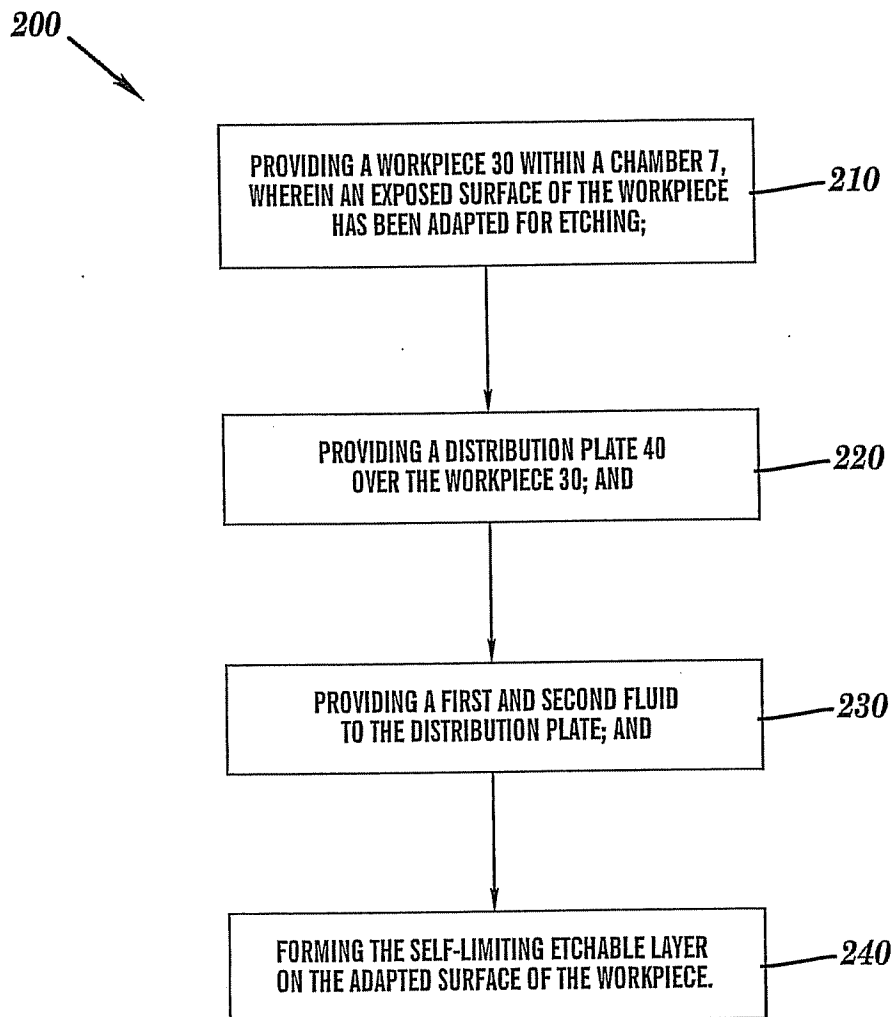 200
PROVIDING A WORKPIECE 30 WITHIN A CHAMBER 7,
WHEREIN AN EXPOSED SURFACE OF THE WORKPIECE
HAS BEEN ADAPTED FOR ETCHING;
210
PROVIDING A DISTRIBUTION PLATE 40
OVER THE WORKPIECE 30; AND
220
PROVIDING A FIRST AND SECOND FLUID
TO THE DISTRIBUTION PLATE; AND
230
FORMING THE SELF-LIMITING ETCHABLE LAYER
ON THE ADAPTED SURFACE OF THE WORKPIECE.
240